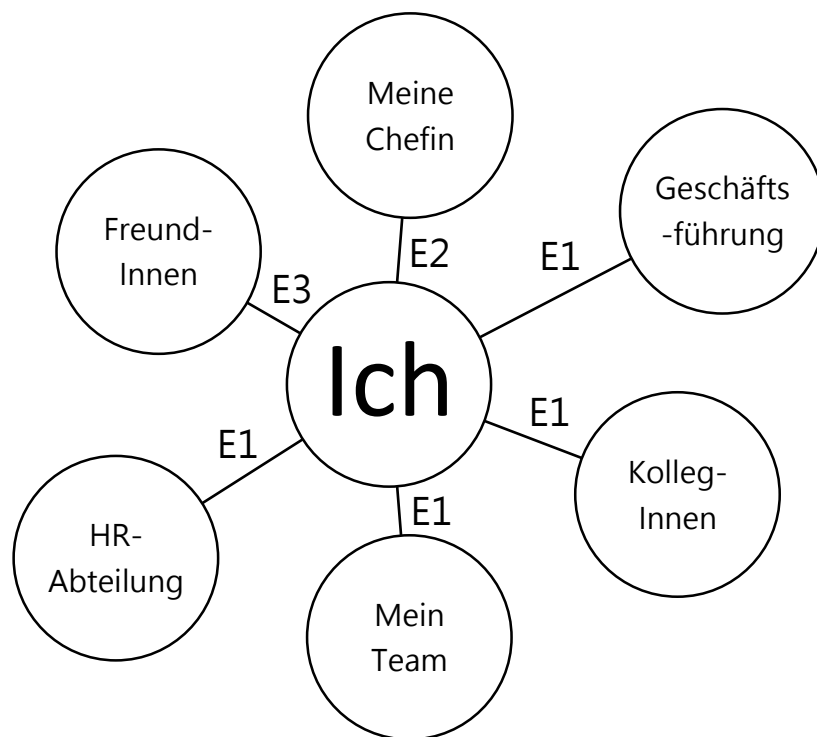 Meine
Chefin
Geschäfts
-führung
Freund-
Innen
E2
E1
E3
Ich
E1
E1
Kolleg-
Innen
E1
HR-
Abteilung
Mein
Team